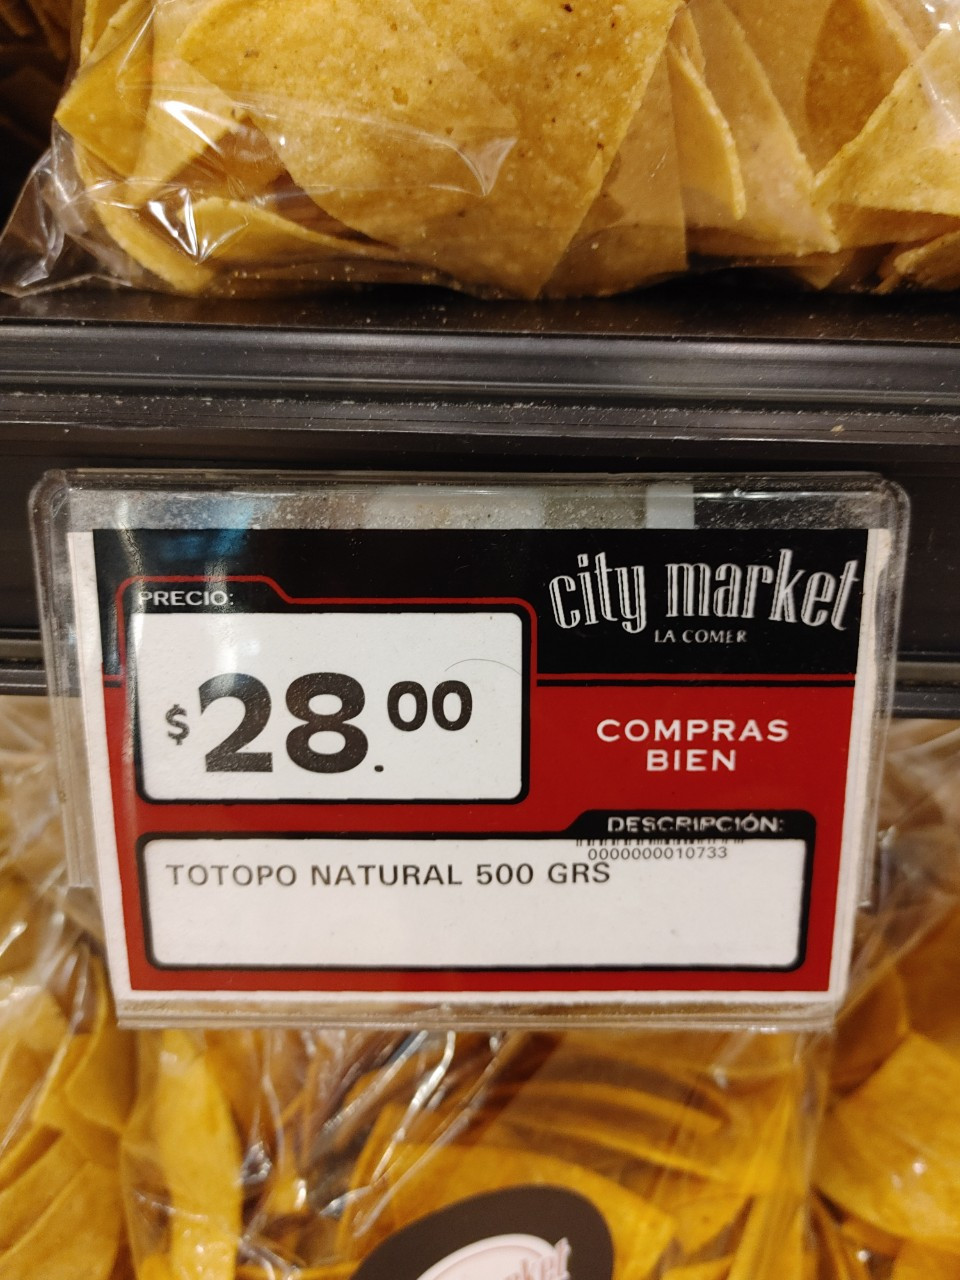 PRECIO:
$28.00
city market
LA COMER
COMPRAS
BIEN
DESCRIPCIÓN:
0000000010733
TOTOPO NATURAL 500 GRS